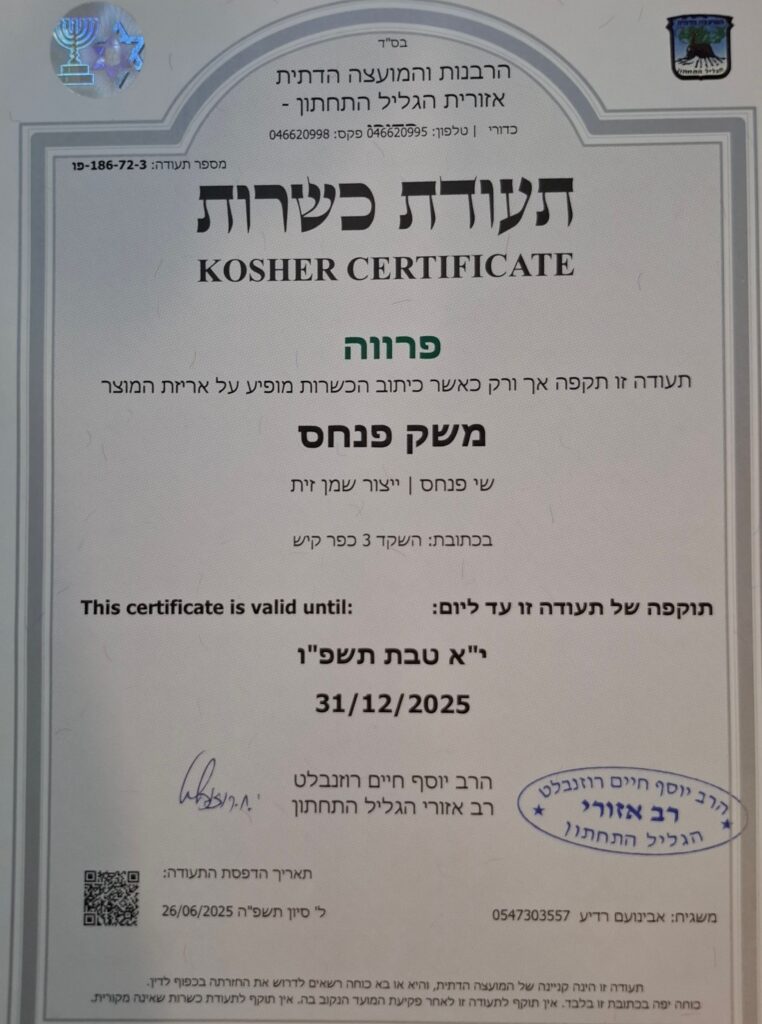 בס"ד
הרבנות והמועצה הדתית
אזורית הגליל התחתון -
כדורי | טלפון: 046620995 פקס: 046620998
מספר תעודה: 186-72-3-פו
תעודת כשרות
KOSHER CERTIFICATE
פרווה
תעודה זו תקפה אך ורק כאשר כיתוב הכשרות מופיע על אריזת המוצר
משק פנחס
שי פנחס | ייצור שמן זית
בכתובת: השקד 3 כפר קיש
תוקפה של תעודה זו עד ליום: This certificate is valid until:
י"א טבת תשפ"ו
31/12/2025
הרב יוסף חיים רוזנבלט
רב אזורי הגליל התחתון
הרב יוסף חיים רוזנבלט
רב אזורי
הגליל התחתון
תאריך הדפסת התעודה:
ל' סיון תשפ"ה 26/06/2025
משגיח: אבינועם רדיע 0547303557
תעודה זו הינה קניינה של המועצה הדתית, והיא או בא כוחה רשאים לדרוש את החזרתה בכפוף לדין.
כוחה יפה בכתובת זו בלבד. אין תוקף לתעודה זו לאחר פקיעת המועד הנקוב בה. אין תוקף לתעודת כשרות שאינה מקורית.